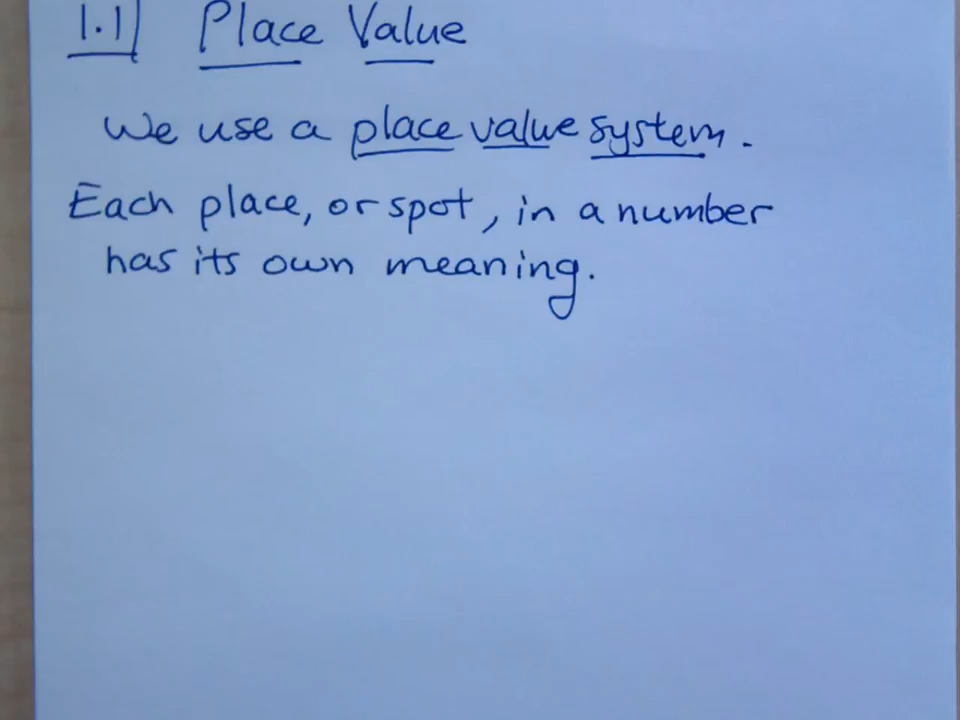 1.1 Place Value
We use a place value system.
Each place, or spot, in a number
has its own meaning.